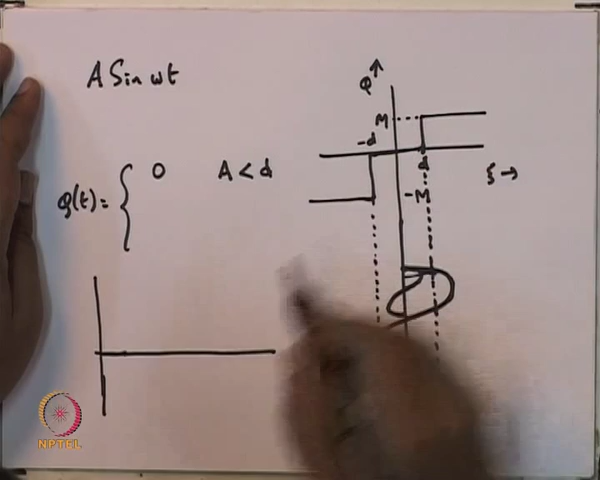 A Sin ωt
φ ↑
M
-d
d
ξ →
-M
φ(t) = { 0 A < d
NPTEL